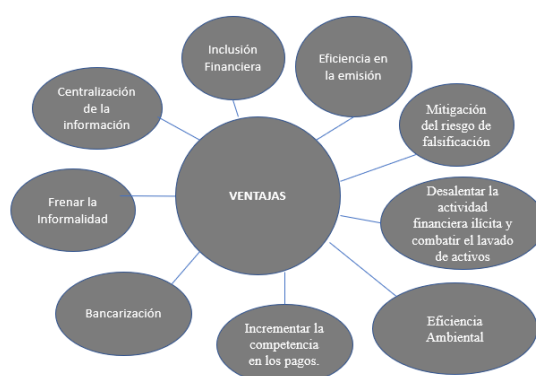 Inclusión
Financiera
Eficiencia en
la emisión
Centralización
de la
información
Mitigación
del riesgo de
falsificación
VENTAJAS
Frenar la
Informalidad
Desalentar la
actividad
financiera ilícita y
combatir el lavado
de activos
Bancarización
Incrementar la
competencia
en los pagos.
Eficiencia
Ambiental